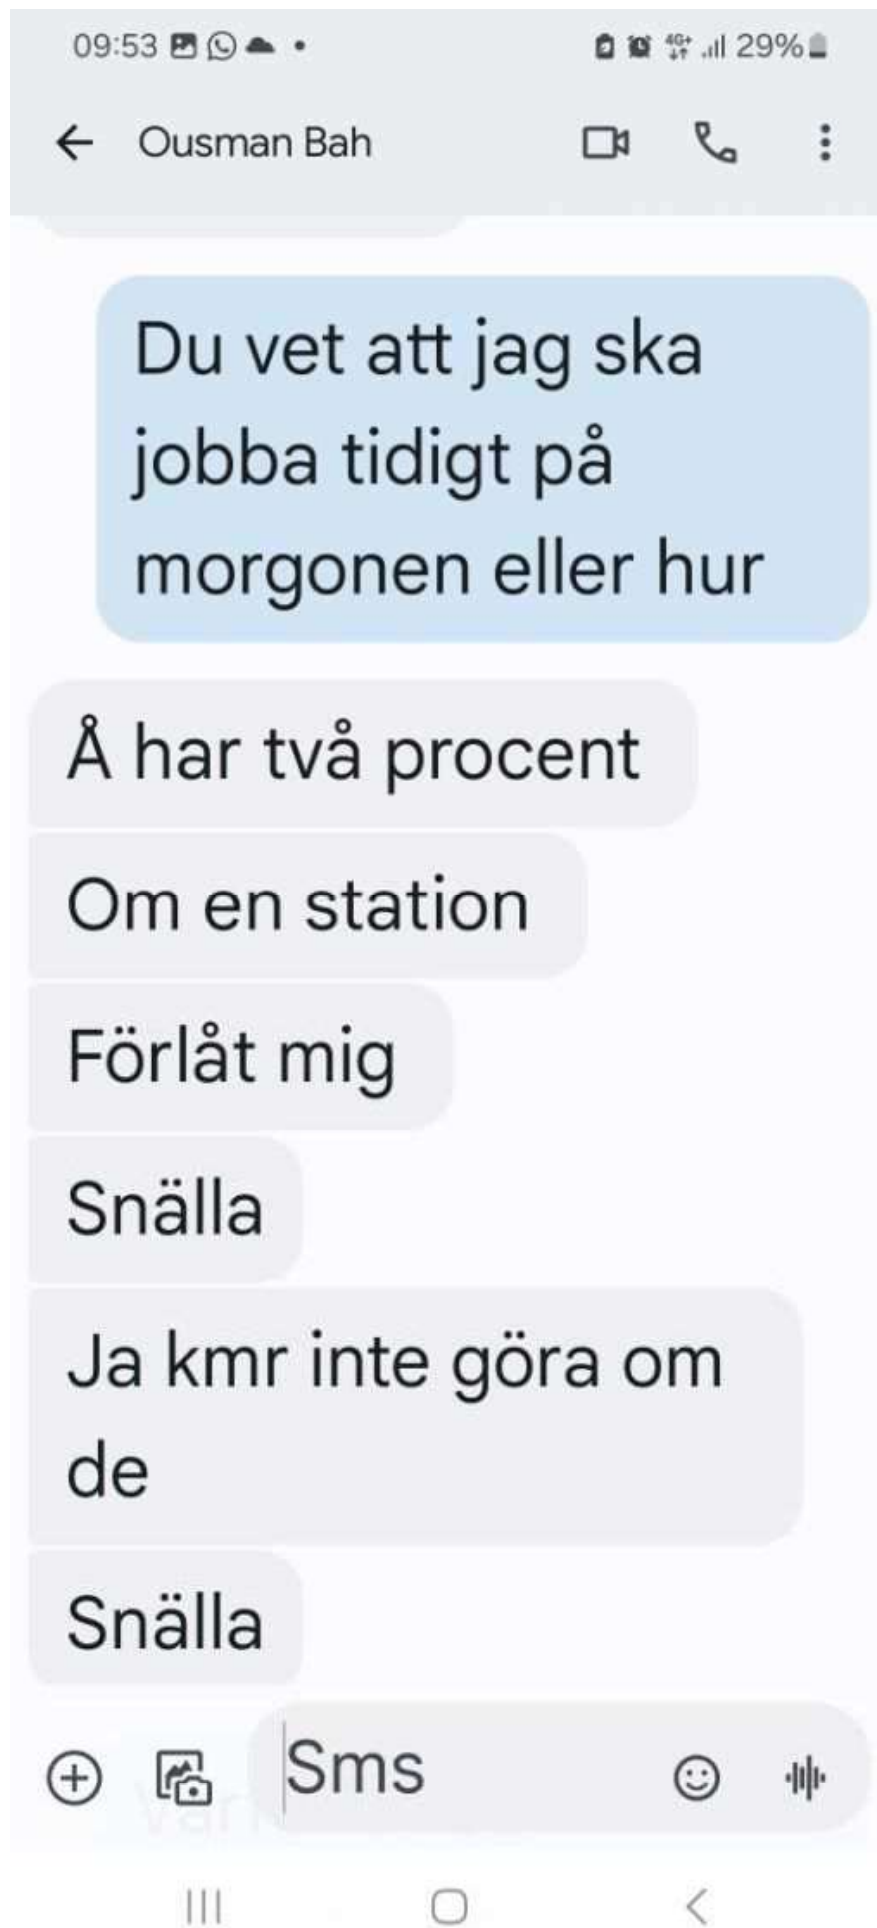 09:53
4G+
29%
Ousman Bah
Du vet att jag ska
jobba tidigt på
morgonen eller hur
Å har två procent
Om en station
Förlåt mig
Snälla
Ja kmr inte göra om
de
Snälla
Sms